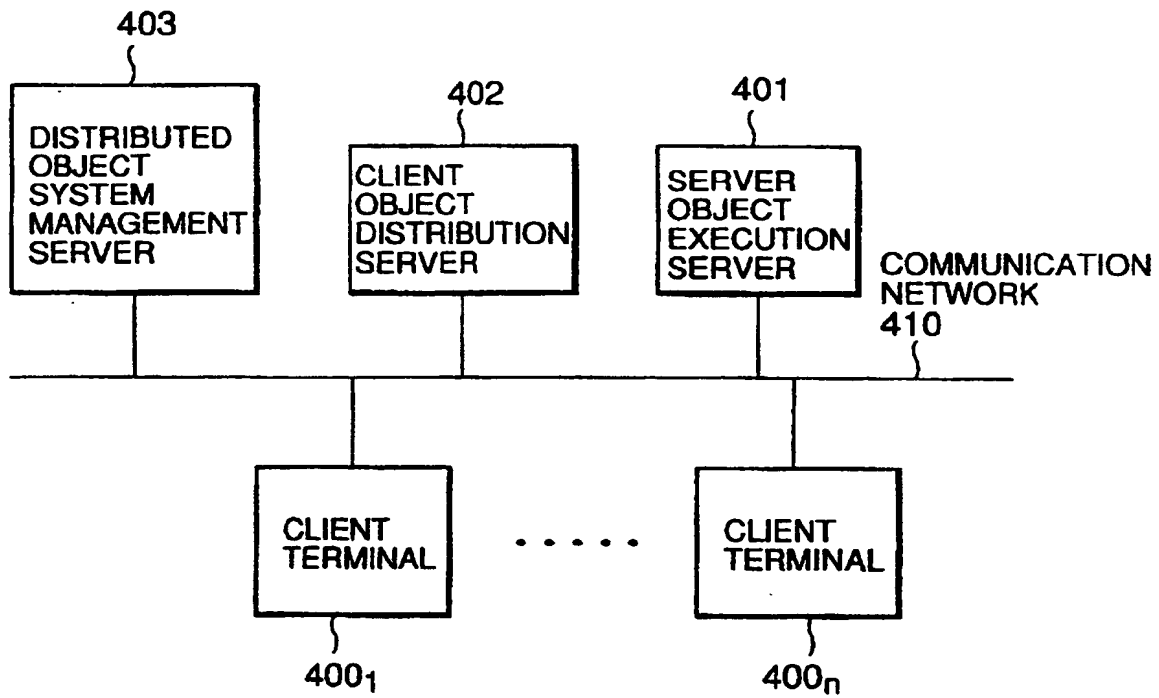 403
DISTRIBUTED
OBJECT
SYSTEM
MANAGEMENT
SERVER
402
CLIENT
OBJECT
DISTRIBUTION
SERVER
401
SERVER
OBJECT
EXECUTION
SERVER
COMMUNICATION
NETWORK
410
CLIENT
TERMINAL
400₁
. . . . .
CLIENT
TERMINAL
400ₙ